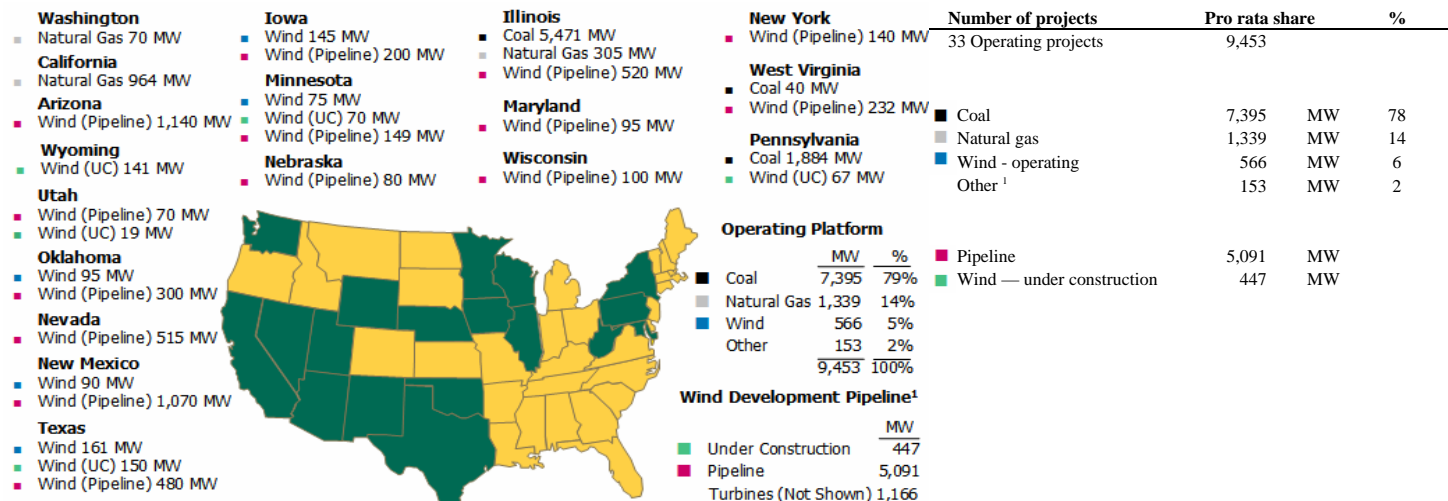 Washington
Natural Gas 70 MW
California
Natural Gas 964 MW
Arizona
Wind (Pipeline) 1,140 MW
Wyoming
Wind (UC) 141 MW
Utah
Wind (Pipeline) 70 MW
Wind (UC) 19 MW
Oklahoma
Wind 95 MW
Wind (Pipeline) 300 MW
Nevada
Wind (Pipeline) 515 MW
New Mexico
Wind 90 MW
Wind (Pipeline) 1,070 MW
Texas
Wind 161 MW
Wind (UC) 150 MW
Wind (Pipeline) 480 MW
Iowa
Wind 145 MW
Wind (Pipeline) 200 MW
Minnesota
Wind 75 MW
Wind (UC) 70 MW
Wind (Pipeline) 149 MW
Nebraska
Wind (Pipeline) 80 MW
Illinois
Coal 5,471 MW
Natural Gas 305 MW
Wind (Pipeline) 520 MW
Maryland
Wind (Pipeline) 95 MW
Wisconsin
Wind (Pipeline) 100 MW
New York
Wind (Pipeline) 140 MW
West Virginia
Coal 40 MW
Wind (Pipeline) 232 MW
Pennsylvania
Coal 1,884 MW
Wind (UC) 67 MW
Operating Platform
MW %
Coal 7,395 79%
Natural Gas 1,339 14%
Wind 566 5%
Other 153 2%
9,453 100%
Wind Development Pipeline¹
MW
Under Construction 447
Pipeline 5,091
Turbines (Not Shown) 1,166
Number of projects Pro rata share %
33 Operating projects 9,453
Coal 7,395 MW 78
Natural gas 1,339 MW 14
Wind - operating 566 MW 6
Other ¹ 153 MW 2
Pipeline 5,091 MW
Wind — under construction 447 MW